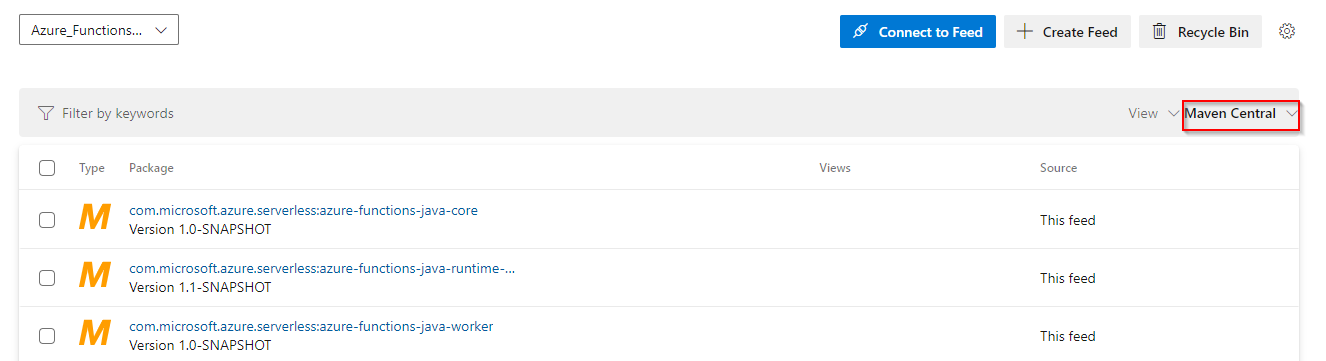 Azure_Functions...
Connect to Feed
Create Feed
Recycle Bin
Filter by keywords
View
Maven Central
Type
Package
Views
Source
M
com.microsoft.azure.serverless:azure-functions-java-core
Version 1.0-SNAPSHOT
This feed
M
com.microsoft.azure.serverless:azure-functions-java-runtime-...
Version 1.1-SNAPSHOT
This feed
M
com.microsoft.azure.serverless:azure-functions-java-worker
Version 1.0-SNAPSHOT
This feed